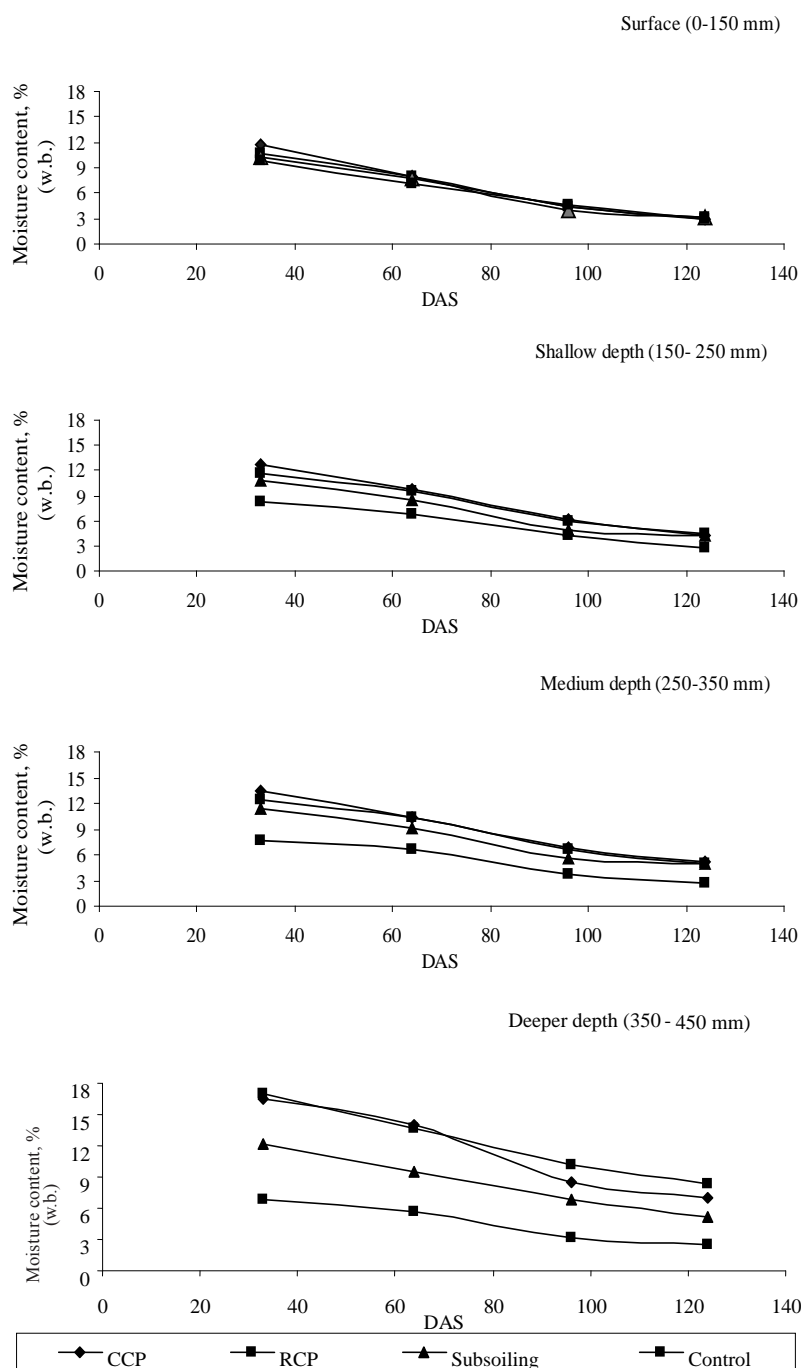 Surface (0-150 mm)
Moisture content, %
(w.b.)
18
15
12
9
6
3
0
0 20 40 60 80 100 120 140
DAS
Shallow depth (150- 250 mm)
Moisture content, %
(w.b.)
18
15
12
9
6
3
0
0 20 40 60 80 100 120 140
DAS
Medium depth (250-350 mm)
Moisture content, %
(w.b.)
18
15
12
9
6
3
0
0 20 40 60 80 100 120 140
DAS
Deeper depth (350 - 450 mm)
Moisture content, %
(w.b.)
18
15
12
9
6
3
0
0 20 40 60 80 100 120 140
DAS
CCP RCP Subsoiling Control